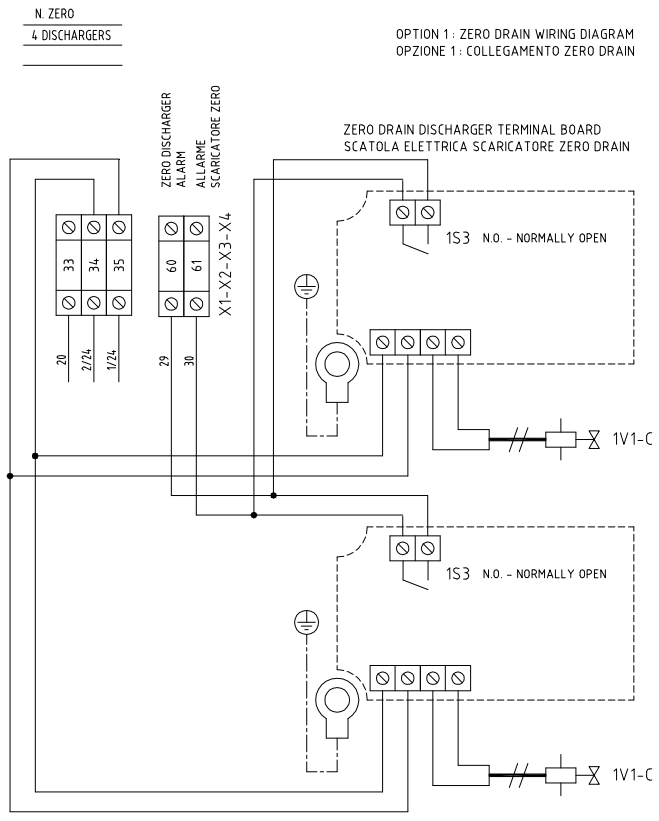 N. ZERO
4 DISCHARGERS
OPTION 1 : ZERO DRAIN WIRING DIAGRAM
OPZIONE 1 : COLLEGAMENTO ZERO DRAIN
ZERO DISCHARGER
ALARM
ALLARME
SCARICATORE ZERO
ZERO DRAIN DISCHARGER TERMINAL BOARD
SCATOLA ELETTRICA SCARICATORE ZERO DRAIN
33
34
35
60
61
X1-X2-X3-X4
1S3 N.O. - NORMALLY OPEN
20
2/24
1/24
29
30
1V1-C
1S3 N.O. - NORMALLY OPEN
1V1-C